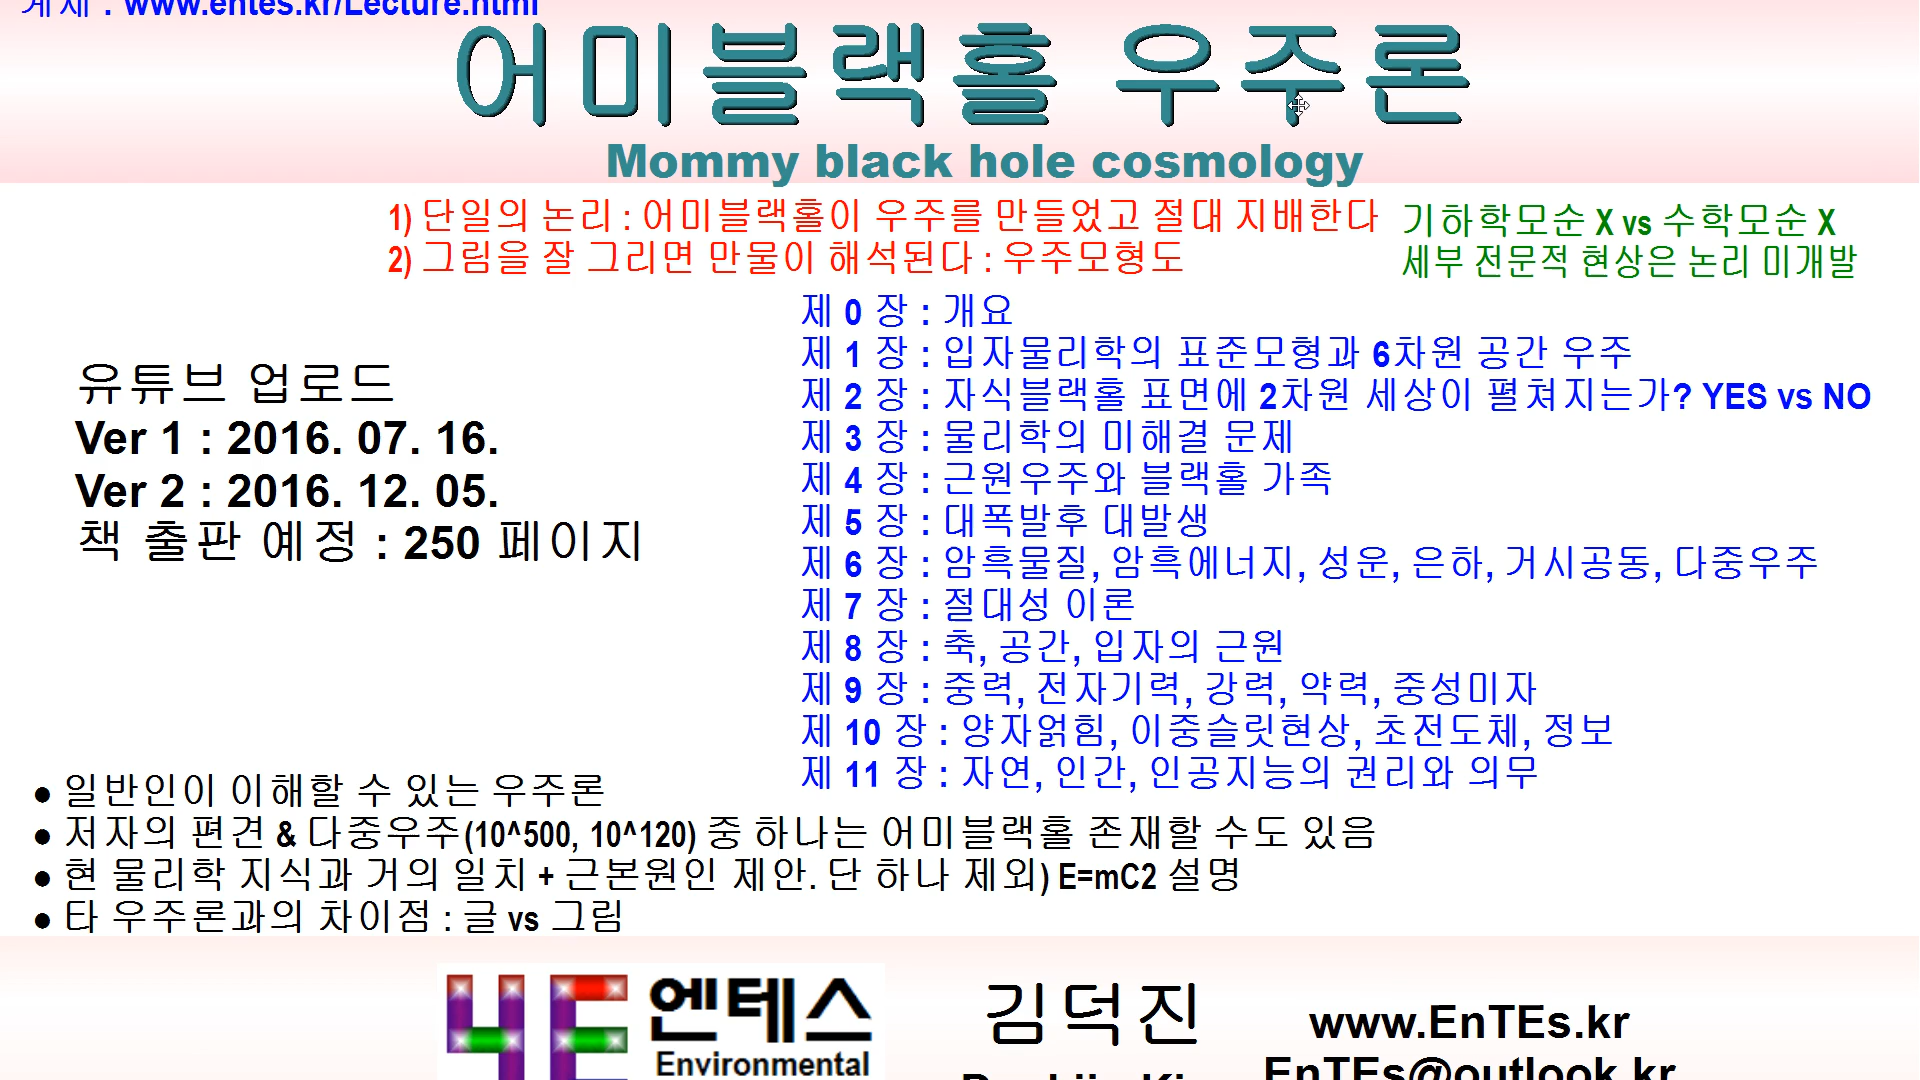 게재 : www.entes.kr/Lecture.html
어미블랙홀 우주론
Mommy black hole cosmology
1) 단일의 논리 : 어미블랙홀이 우주를 만들었고 절대 지배한다
2) 그림을 잘 그리면 만물이 해석된다 : 우주모형도
기하학모순 X vs 수학모순 X
세부 전문적 현상은 논리 미개발
제 0 장 : 개요
제 1 장 : 입자물리학의 표준모형과 6차원 공간 우주
제 2 장 : 자식블랙홀 표면에 2차원 세상이 펼쳐지는가? YES vs NO
제 3 장 : 물리학의 미해결 문제
제 4 장 : 근원우주와 블랙홀 가족
제 5 장 : 대폭발후 대발생
제 6 장 : 암흑물질, 암흑에너지, 성운, 은하, 거시공동, 다중우주
제 7 장 : 절대성 이론
제 8 장 : 축, 공간, 입자의 근원
제 9 장 : 중력, 전자기력, 강력, 약력, 중성미자
제 10 장 : 양자얽힘, 이중슬릿현상, 초전도체, 정보
제 11 장 : 자연, 인간, 인공지능의 권리와 의무
유튜브 업로드
Ver 1 : 2016. 07. 16.
Ver 2 : 2016. 12. 05.
책 출판 예정 : 250 페이지
● 일반인이 이해할 수 있는 우주론
● 저자의 편견 & 다중우주(10^500, 10^120) 중 하나는 어미블랙홀 존재할 수도 있음
● 현 물리학 지식과 거의 일치 + 근본원인 제안. 단 하나 제외) E=mC2 설명
● 타 우주론과의 차이점 : 글 vs 그림
엔테스
Environmental
김덕진
www.EnTEs.kr
EnTEs@outlook.kr